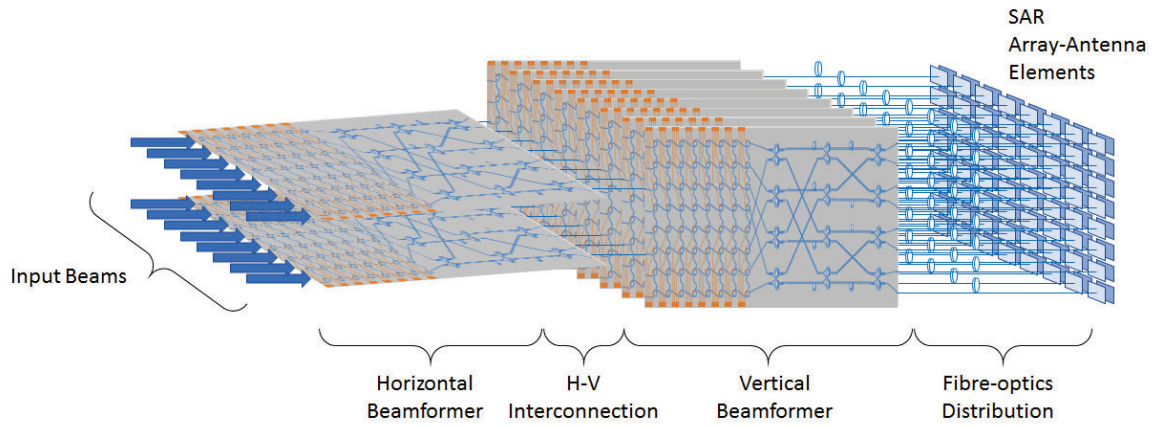 SAR
Array-Antenna
Elements
Input Beams
Horizontal
Beamformer
H-V
Interconnection
Vertical
Beamformer
Fibre-optics
Distribution